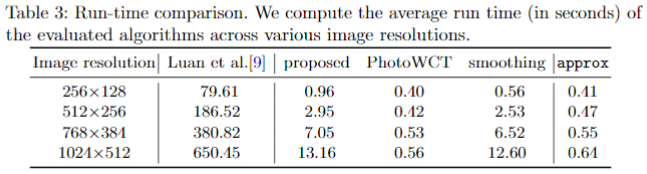 Table 3: Run-time comparison. We compute the average run time (in seconds) of
the evaluated algorithms across various image resolutions.
Image resolution Luan et al.[9] proposed PhotoWCT smoothing approx
256×128 79.61 0.96 0.40 0.56 0.41
512×256 186.52 2.95 0.42 2.53 0.47
768×384 380.82 7.05 0.53 6.52 0.55
1024×512 650.45 13.16 0.56 12.60 0.64